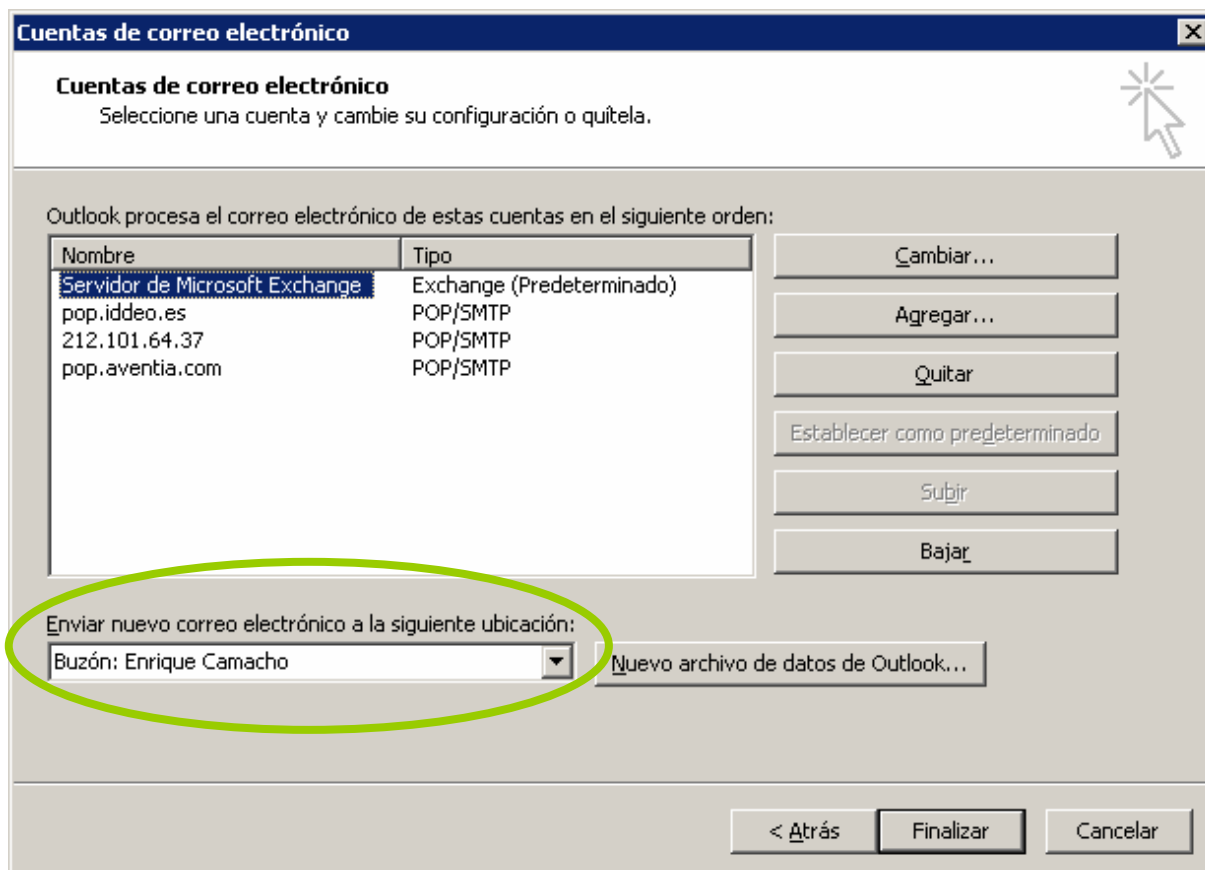 Cuentas de correo electrónico
Cuentas de correo electrónico
Seleccione una cuenta y cambie su configuración o quítela.
Outlook procesa el correo electrónico de estas cuentas en el siguiente orden:
Nombre Tipo
Servidor de Microsoft Exchange Exchange (Predeterminado)
pop.iddeo.es POP/SMTP
212.101.64.37 POP/SMTP
pop.aventia.com POP/SMTP
Cambiar...
Agregar...
Quitar
Establecer como predeterminado
Subir
Bajar
Enviar nuevo correo electrónico a la siguiente ubicación:
Buzón: Enrique Camacho
Nuevo archivo de datos de Outlook...
< Atrás
Finalizar
Cancelar